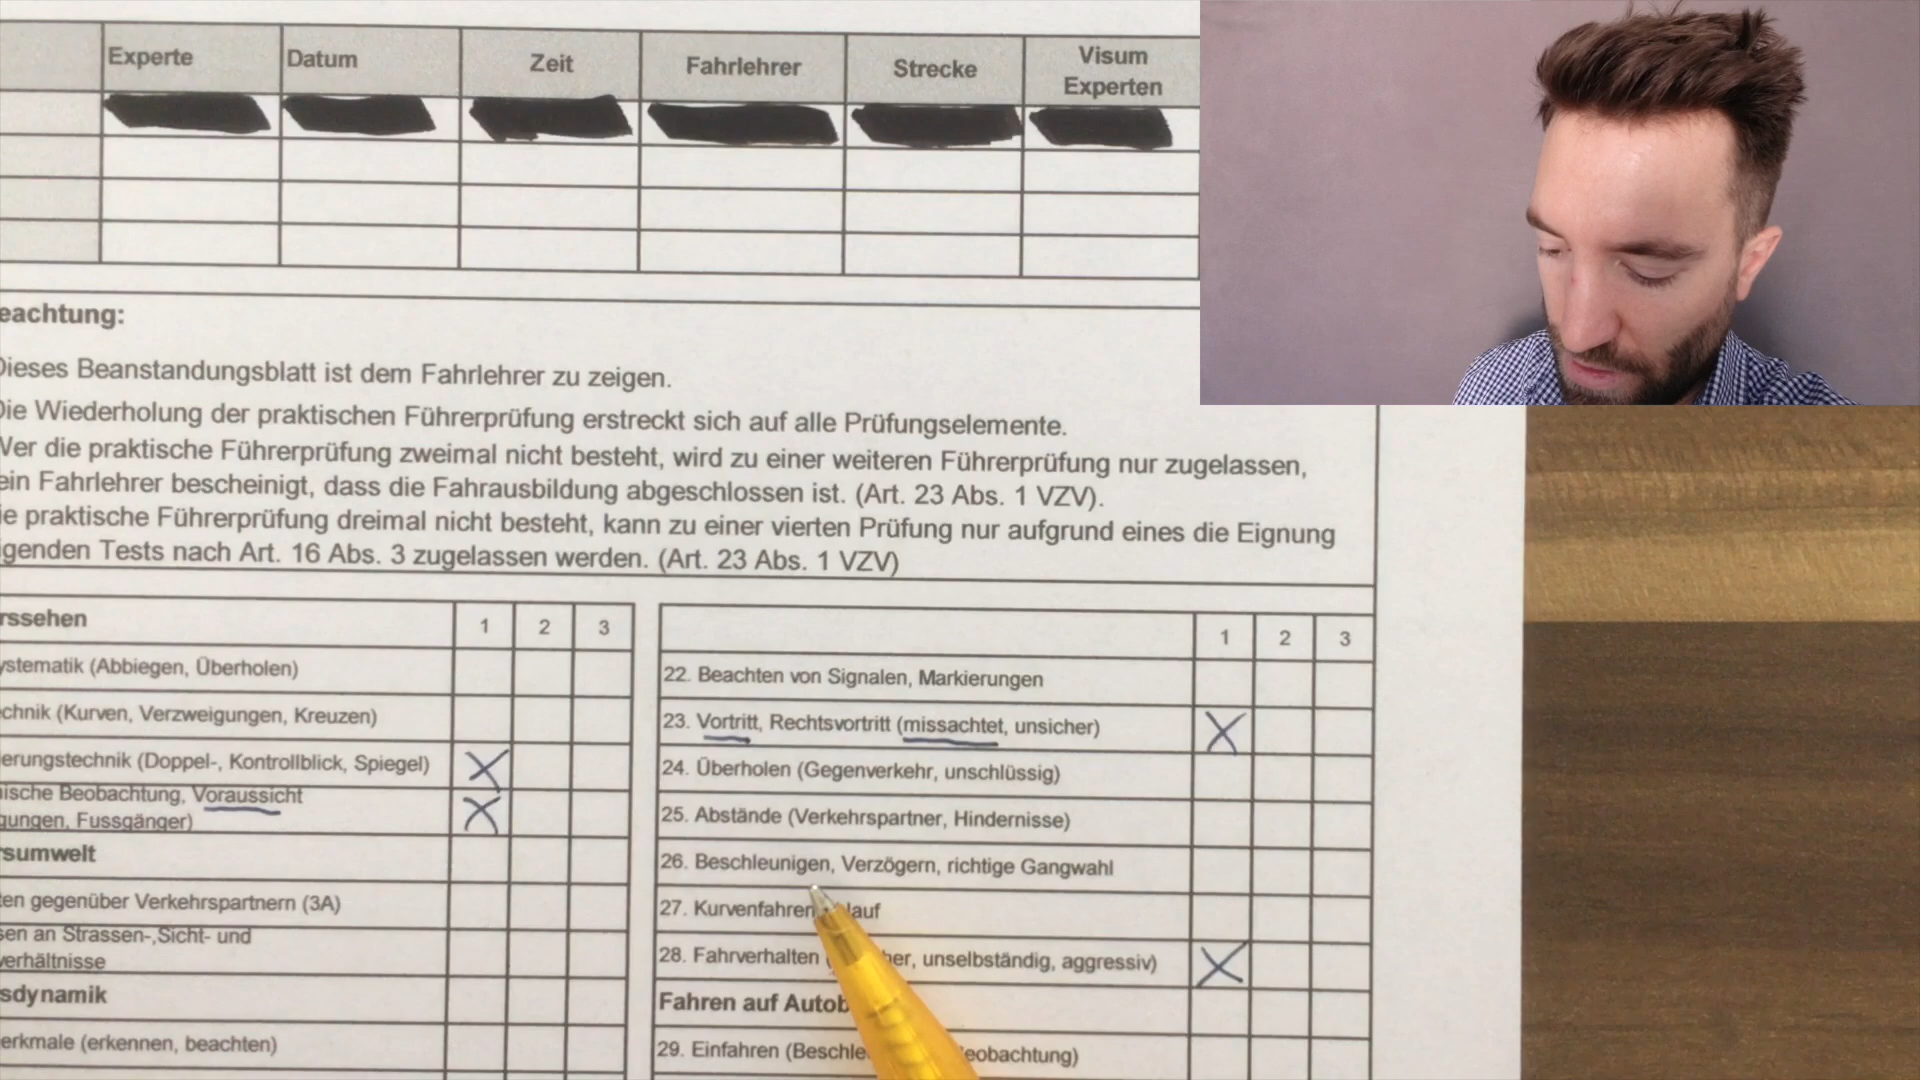 Experte Datum Zeit Fahrlehrer Strecke Visum Experten
eachtung:
Dieses Beanstandungsblatt ist dem Fahrlehrer zu zeigen.
Die Wiederholung der praktischen Führerprüfung erstreckt sich auf alle Prüfungselemente.
Wer die praktische Führerprüfung zweimal nicht besteht, wird zu einer weiteren Führerprüfung nur zugelassen,
ein Fahrlehrer bescheinigt, dass die Fahrausbildung abgeschlossen ist. (Art. 23 Abs. 1 VZV).
ie praktische Führerprüfung dreimal nicht besteht, kann zu einer vierten Prüfung nur aufgrund eines die Eignung
igenden Tests nach Art. 16 Abs. 3 zugelassen werden. (Art. 23 Abs. 1 VZV)
rssehen 1 2 3
ystematik (Abbiegen, Überholen)
chnik (Kurven, Verzweigungen, Kreuzen)
erungstechnik (Doppel-, Kontrollblick, Spiegel) X
nische Beobachtung, Voraussicht
gungen, Fussgänger) X
sumwelt
ten gegenüber Verkehrspartnern (3A)
sen an Strassen-,Sicht- und
verhältnisse
sdynamik
erkmale (erkennen, beachten)
1 2 3
22. Beachten von Signalen, Markierungen
23. Vortritt, Rechtsvortritt (missachtet, unsicher) X
24. Überholen (Gegenverkehr, unschlüssig)
25. Abstände (Verkehrspartner, Hindernisse)
26. Beschleunigen, Verzögern, richtige Gangwahl
27. Kurvenfahren lauf
28. Fahrverhalten her, unselbständig, aggressiv) X
Fahren auf Autob
29. Einfahren (Beschle eobachtung)